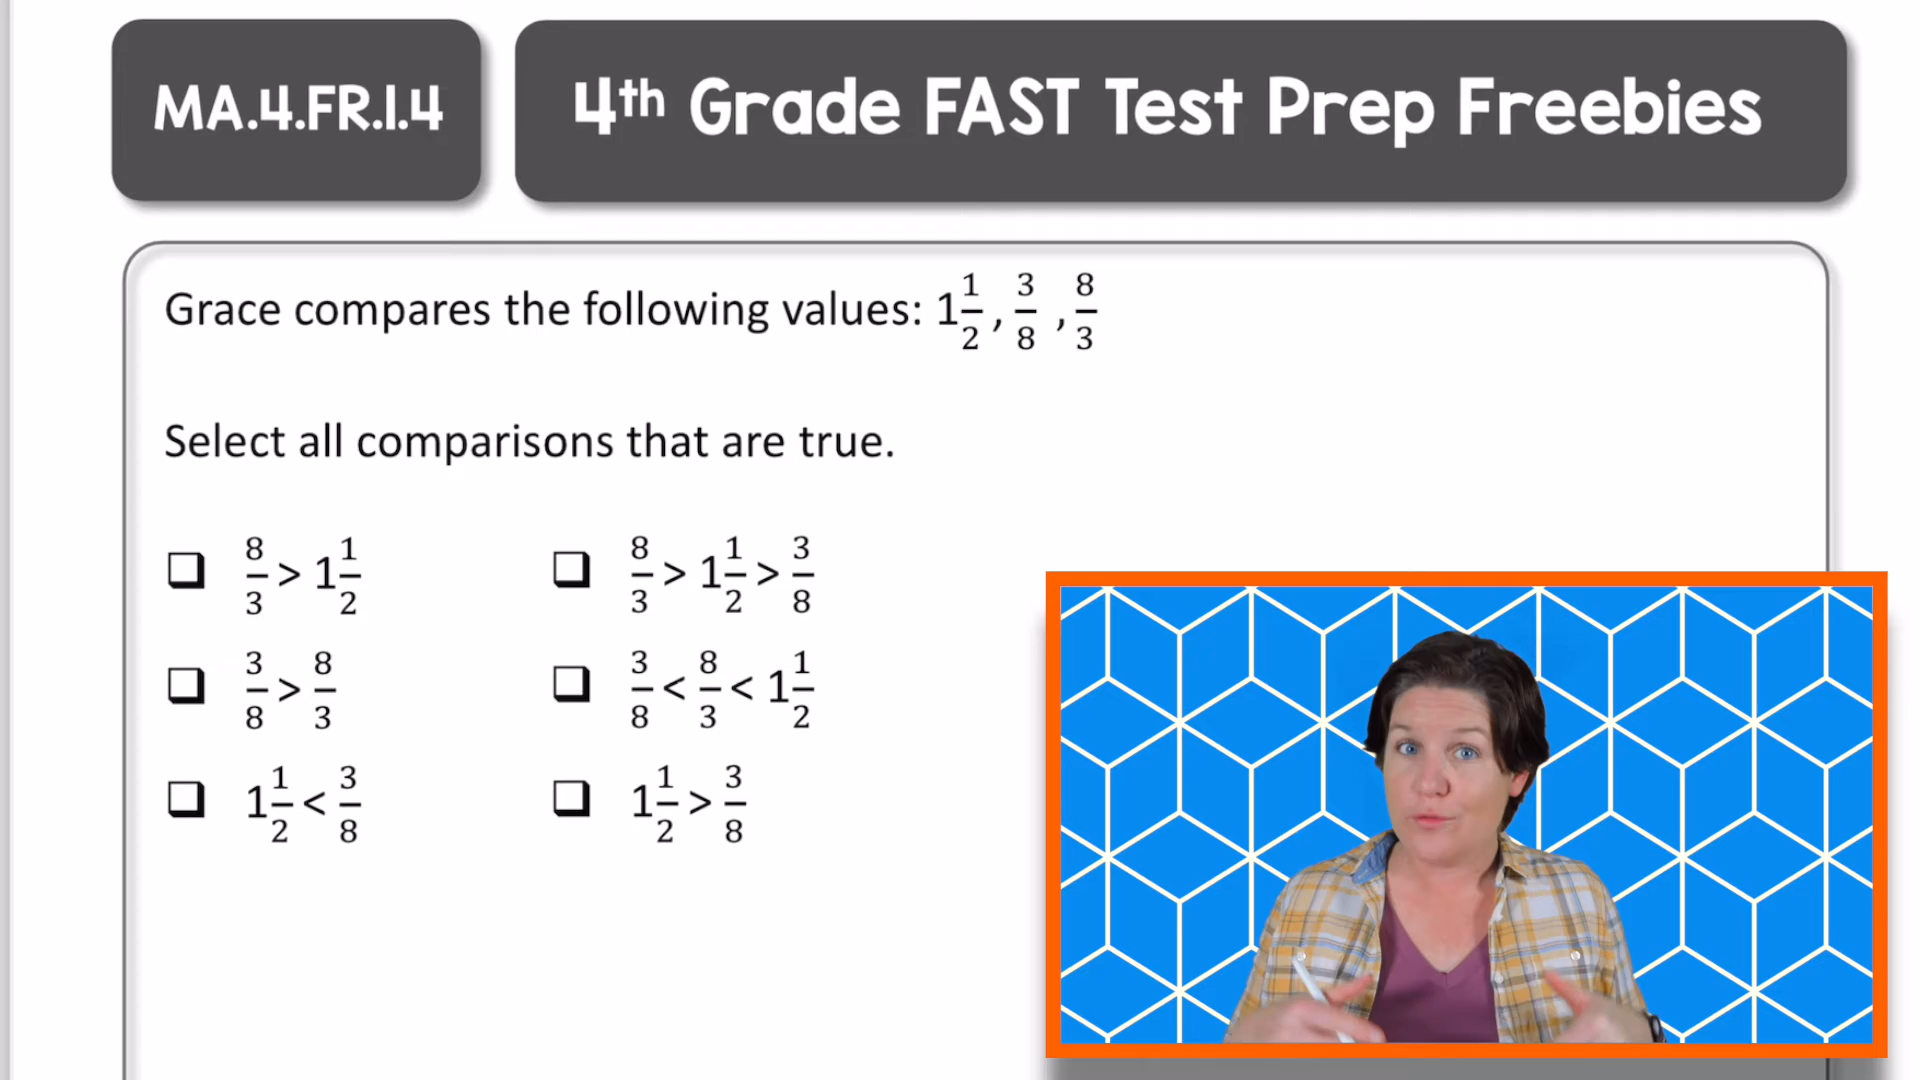 MA.4.FR.1.4
4th Grade FAST Test Prep Freebies
Grace compares the following values: 1 1/2, 3/8, 8/3
Select all comparisons that are true.
❑ 8/3 > 1 1/2
❑ 8/3 > 1 1/2 > 3/8
❑ 3/8 > 8/3
❑ 3/8 < 8/3 < 1 1/2
❑ 1 1/2 < 3/8
❑ 1 1/2 > 3/8